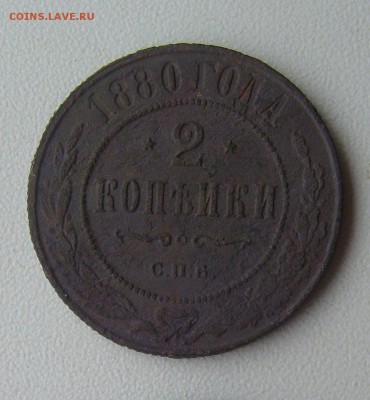 COINS.LAVE.RU
1880 ГОДА
* 2 *
КОПѢЙКИ
С.П.Б.